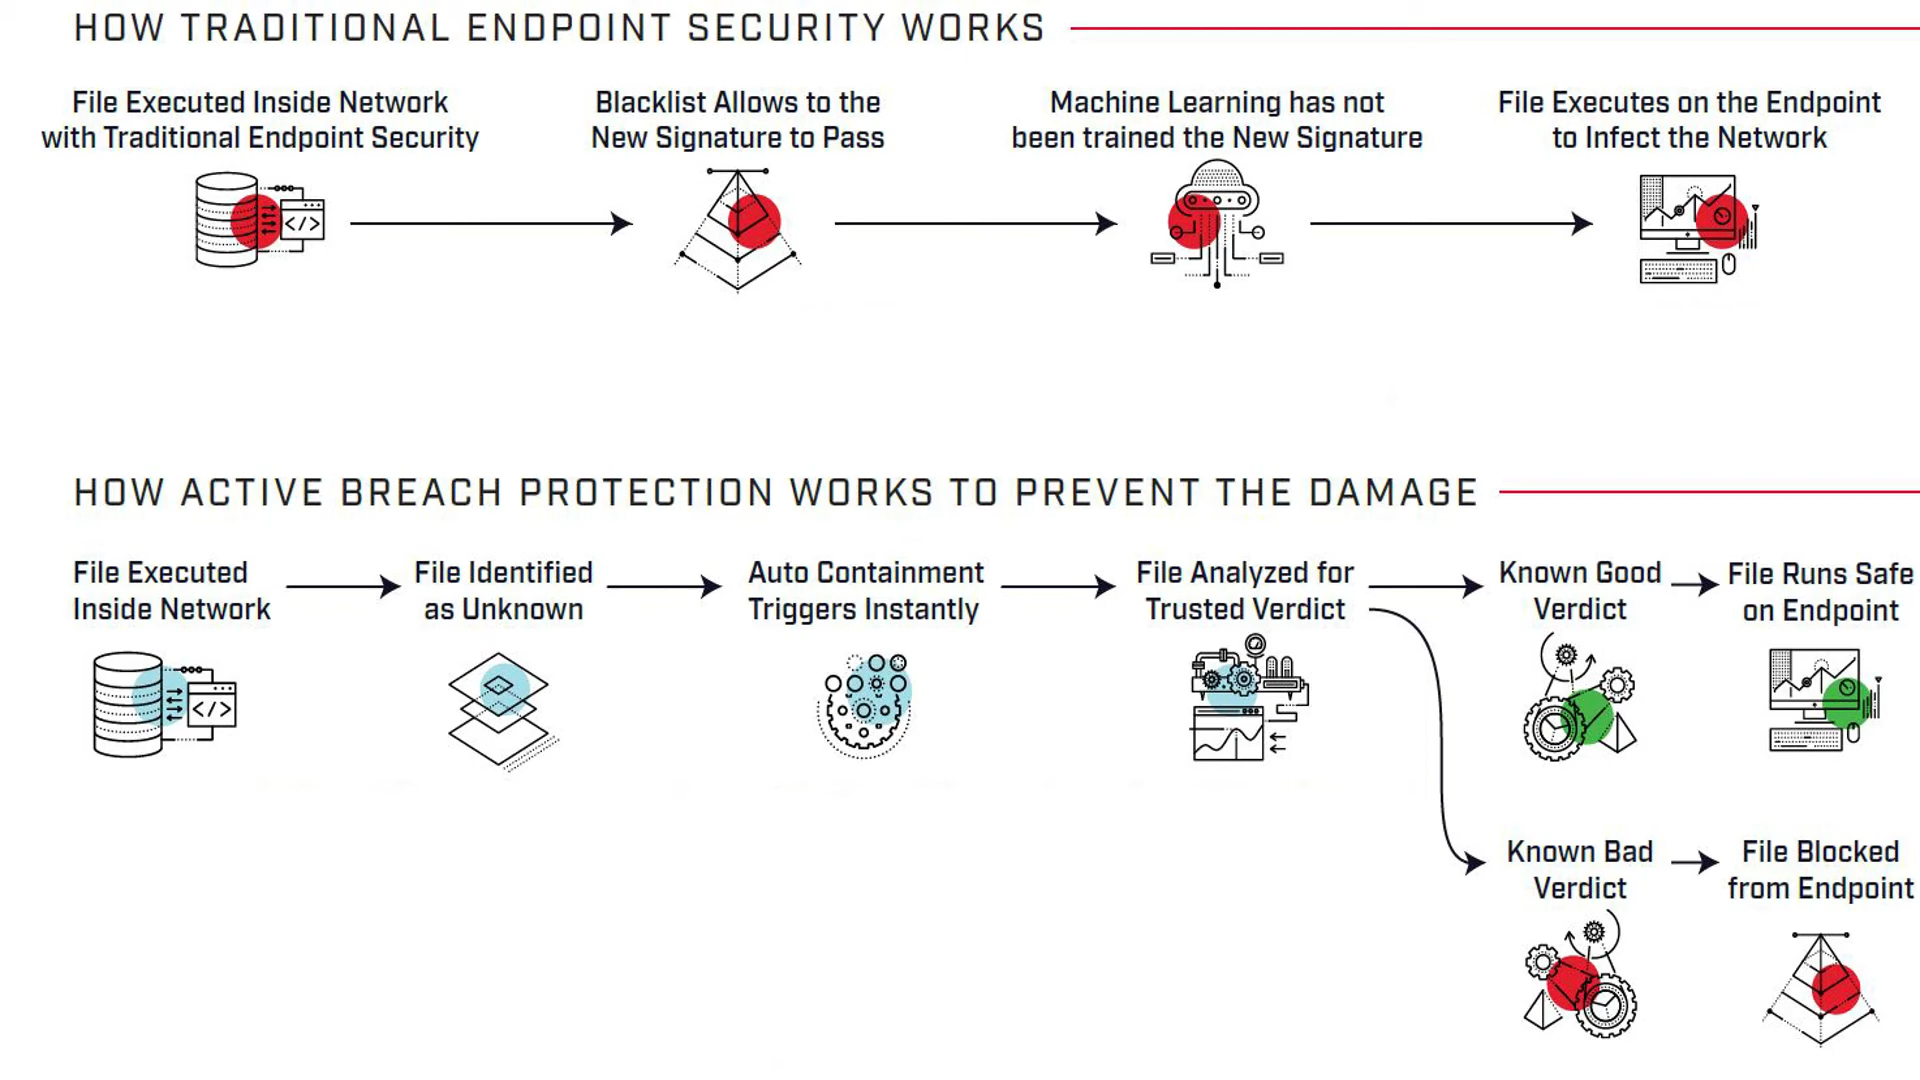 HOW TRADITIONAL ENDPOINT SECURITY WORKS
File Executed Inside Network
with Traditional Endpoint Security
Blacklist Allows to the
New Signature to Pass
Machine Learning has not
been trained the New Signature
File Executes on the Endpoint
to Infect the Network
</>
HOW ACTIVE BREACH PROTECTION WORKS TO PREVENT THE DAMAGE
File Executed
Inside Network
File Identified
as Unknown
Auto Containment
Triggers Instantly
File Analyzed for
Trusted Verdict
Known Good
Verdict
File Runs Safe
on Endpoint
</>
Known Bad
Verdict
File Blocked
from Endpoint